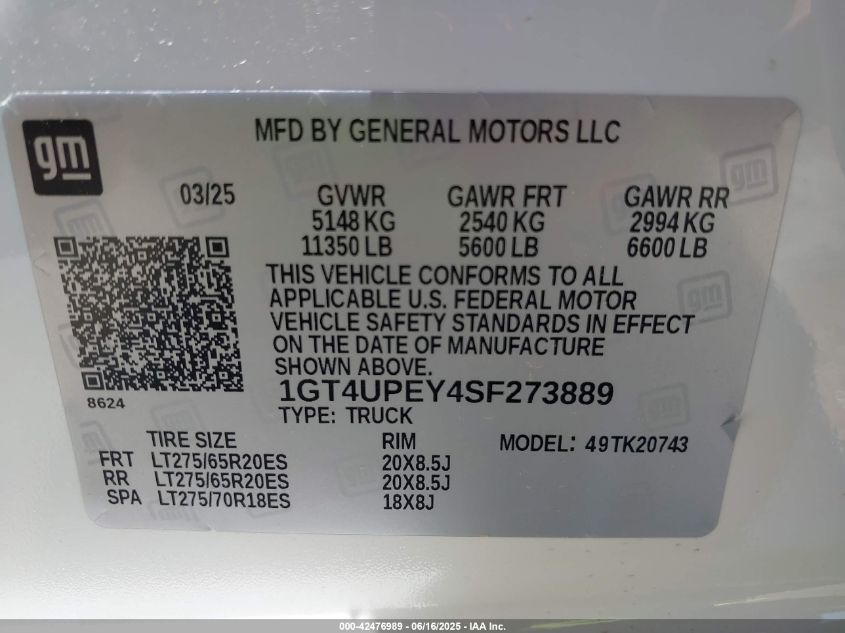 gm
MFD BY GENERAL MOTORS LLC
03/25 GVWR GAWR FRT GAWR RR
5148 KG 2540 KG 2994 KG
11350 LB 5600 LB 6600 LB
THIS VEHICLE CONFORMS TO ALL
APPLICABLE U.S. FEDERAL MOTOR
VEHICLE SAFETY STANDARDS IN EFFECT
ON THE DATE OF MANUFACTURE
SHOWN ABOVE.
8624
1GT4UPEY4SF273889
TYPE: TRUCK
TIRE SIZE RIM MODEL: 49TK20743
FRT LT275/65R20ES 20X8.5J
RR LT275/65R20ES 20X8.5J
SPA LT275/70R18ES 18X8J
gm
gm
gm
000-42476989 - 06/16/2025 - IAA Inc.